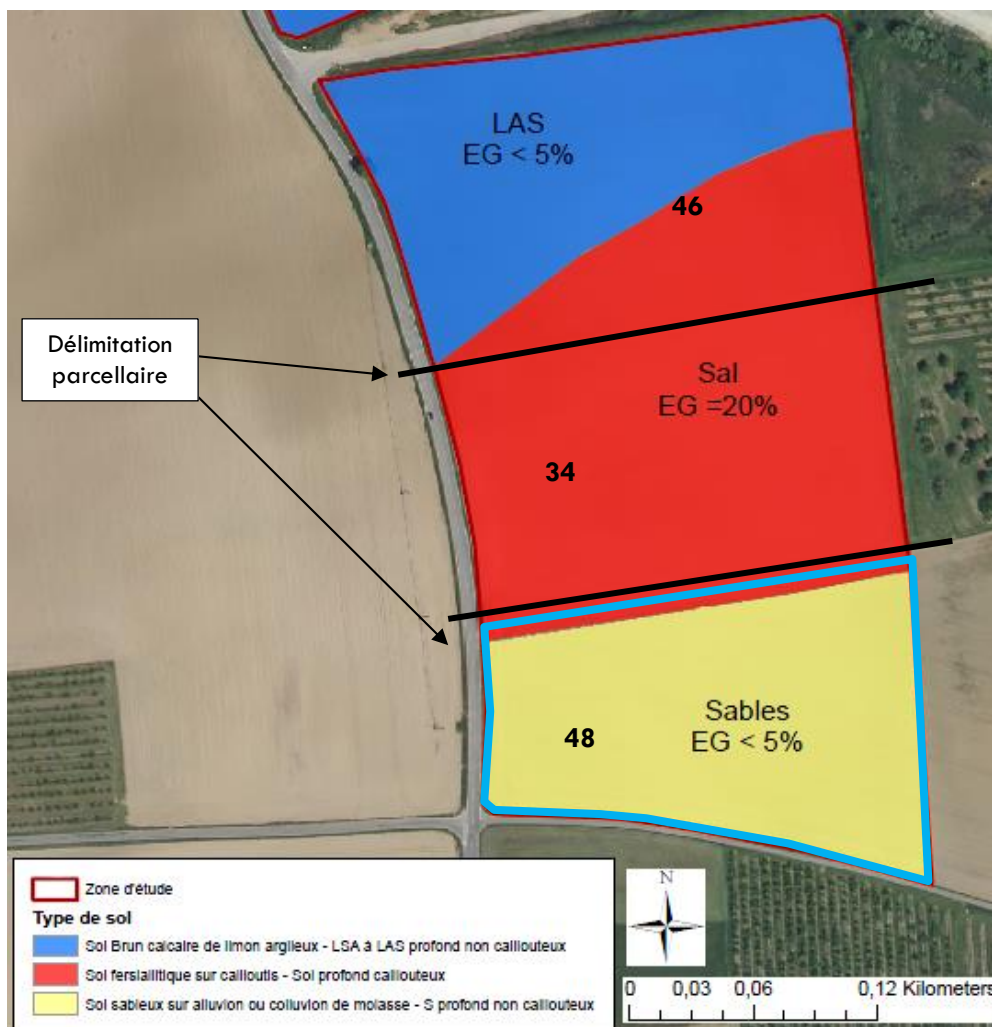 LAS
EG < 5%
46
Délimitation
parcellaire
Sal
EG =20%
34
Sables
EG < 5%
48
Zone d'étude
Type de sol
Sol Brun calcaire de limon argileux - LSA à LAS profond non caillouteux
Sol fersiallitique sur cailloutis - Sol profond caillouteux
Sol sableux sur alluvion ou colluvion de molasse - S profond non caillouteux
N
0 0,03 0,06 0,12 Kilometers